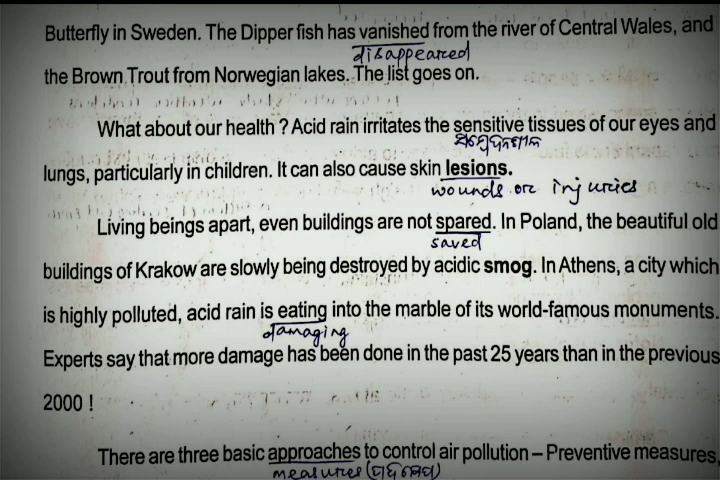 Butterfly in Sweden. The Dipper fish has vanished from the river of Central Wales, and
disappeared
the Brown Trout from Norwegian lakes. The list goes on.
What about our health ? Acid rain irritates the sensitive tissues of our eyes and
lungs, particularly in children. It can also cause skin lesions.
wounds or injuries
Living beings apart, even buildings are not spared. In Poland, the beautiful old
saved
buildings of Krakow are slowly being destroyed by acidic smog. In Athens, a city which
is highly polluted, acid rain is eating into the marble of its world-famous monuments.
damaging
Experts say that more damage has been done in the past 25 years than in the previous
2000 !
There are three basic approaches to control air pollution – Preventive measures,
measures